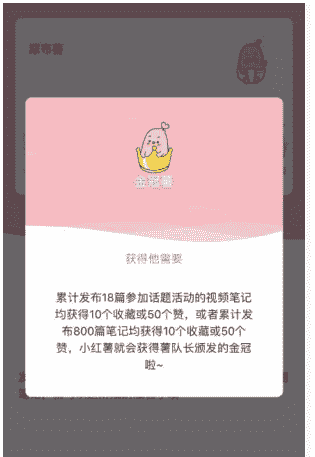 金冠薯
获得他需要
累计发布18篇参加话题活动的视频笔记
均获得10个收藏或50个赞，或者累计发
布800篇笔记均获得10个收藏或50个
赞，小红薯就会获得薯队长颁发的金冠
啦~